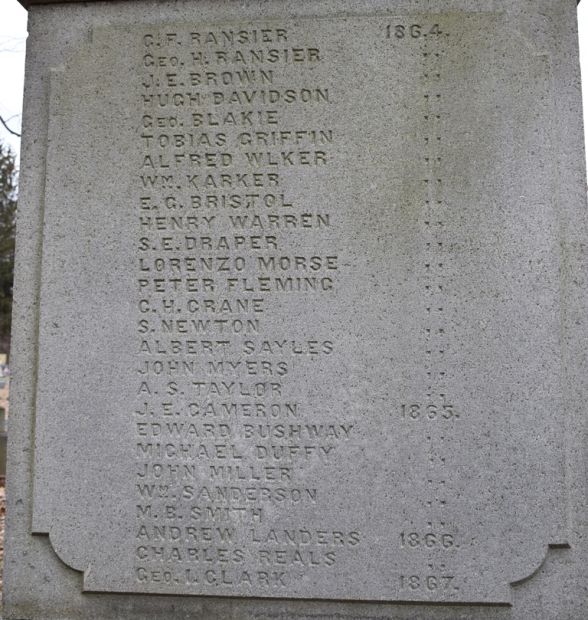 C. F. RANSIER 1864.
GEO. H. RANSIER " "
J. E. BROWN " "
HUGH DAVIDSON " "
GEO. BLAKIE " "
TOBIAS GRIFFIN " "
ALFRED WLKER " "
WM. KARKER " "
E. G. BRISTOL " "
HENRY WARREN " "
S. E. DRAPER " "
LORENZO MORSE " "
PETER FLEMING " "
C. H. CRANE " "
S. NEWTON " "
ALBERT SAYLES " "
JOHN MYERS " "
A. S. TAYLOR " "
J. E. CAMERON 1865.
EDWARD BUSHWAY " "
MICHAEL DUFFY " "
JOHN MILLER " "
WM. SANDERSON " "
M. B. SMITH " "
ANDREW LANDERS 1866.
CHARLES REALS " "
GEO. I. CLARK 1867.